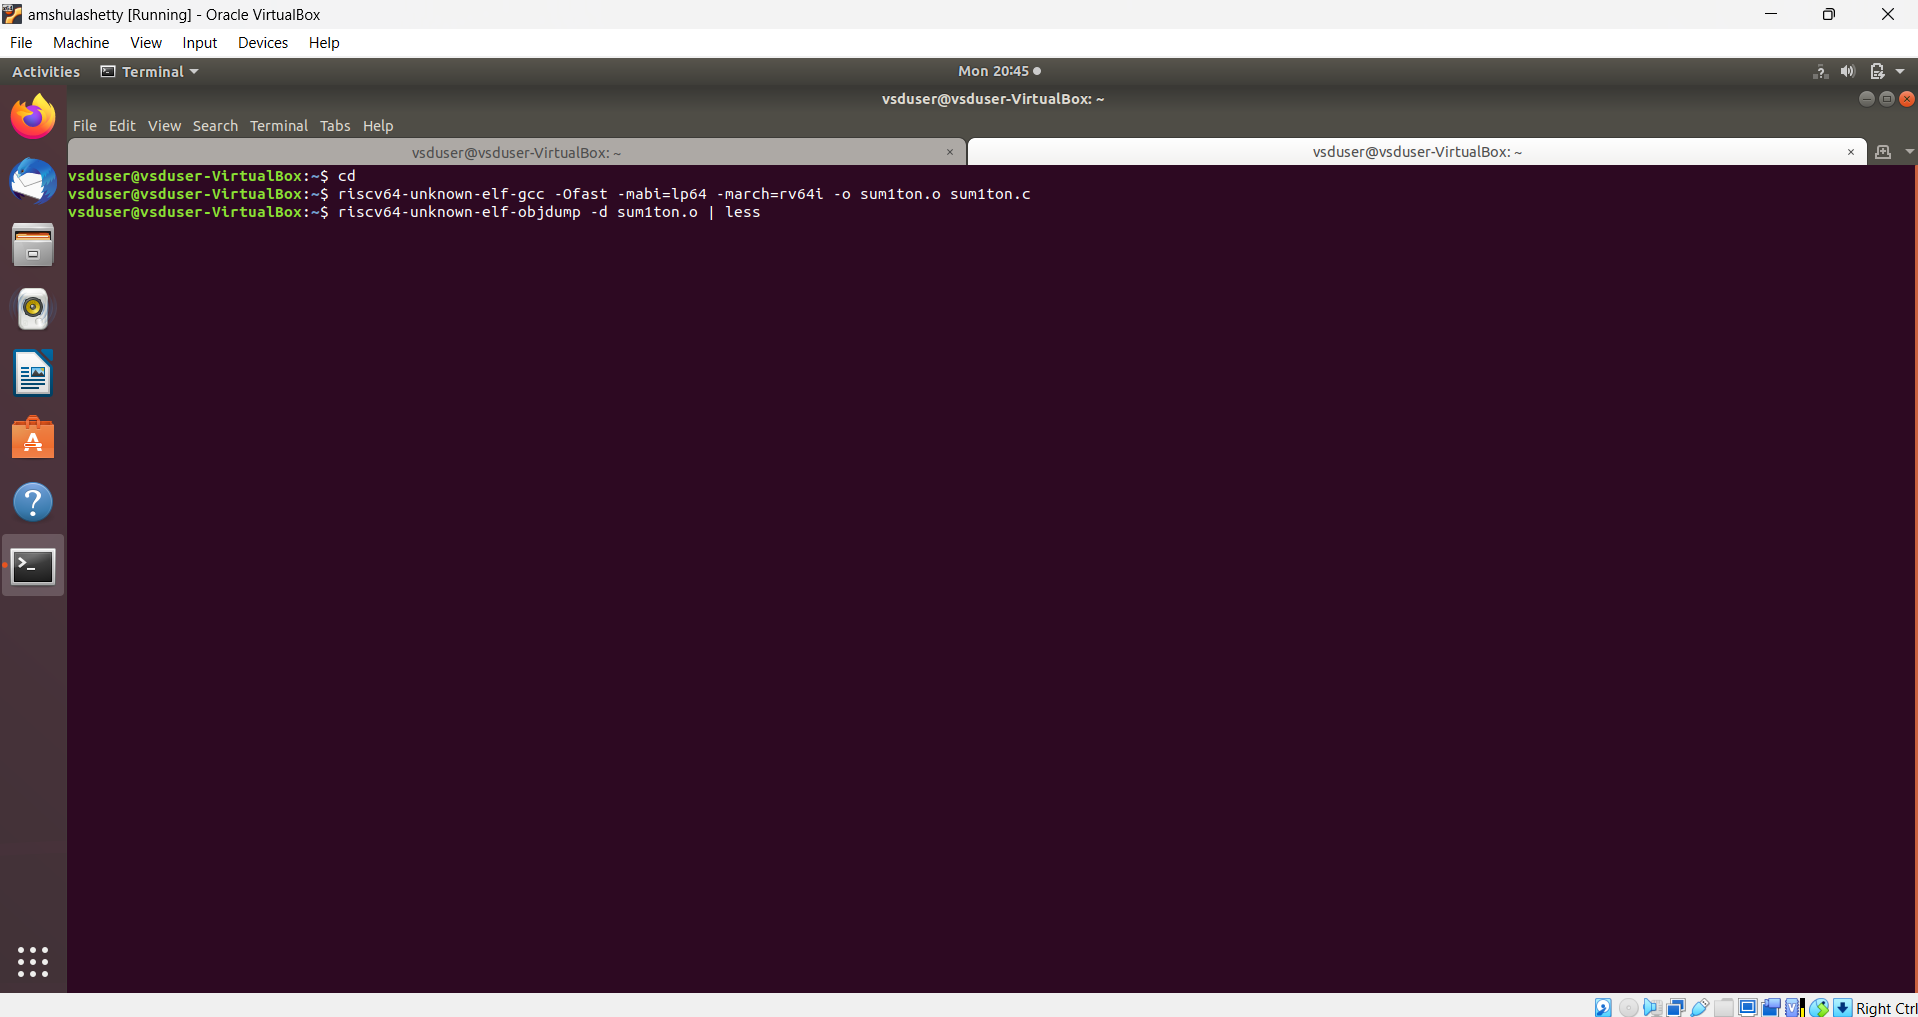 amshulashetty [Running] - Oracle VirtualBox
File Machine View Input Devices Help
Activities Terminal Mon 20:45
vsduser@vsduser-VirtualBox: ~
File Edit View Search Terminal Tabs Help
vsduser@vsduser-VirtualBox: ~ × vsduser@vsduser-VirtualBox: ~ ×
vsduser@vsduser-VirtualBox:~$ cd
vsduser@vsduser-VirtualBox:~$ riscv64-unknown-elf-gcc -Ofast -mabi=lp64 -march=rv64i -o sum1ton.o sum1ton.c
vsduser@vsduser-VirtualBox:~$ riscv64-unknown-elf-objdump -d sum1ton.o | less
Right Ctrl